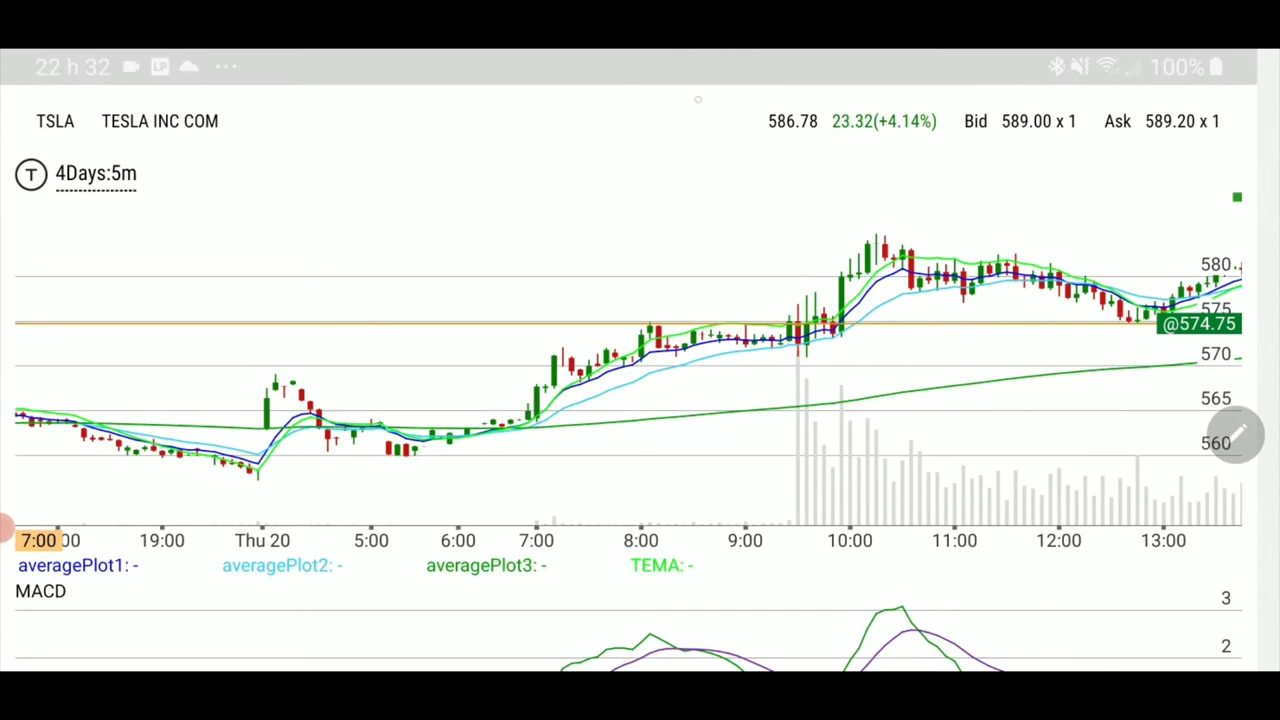 22 h 32 LP 100%
TSLA TESLA INC COM 586.78 23.32(+4.14%) Bid 589.00 x 1 Ask 589.20 x 1
T 4Days:5m
580
575
@574.75
570
565
560
7:00 :00 19:00 Thu 20 5:00 6:00 7:00 8:00 9:00 10:00 11:00 12:00 13:00
averagePlot1: - averagePlot2: - averagePlot3: - TEMA: -
MACD
3
2